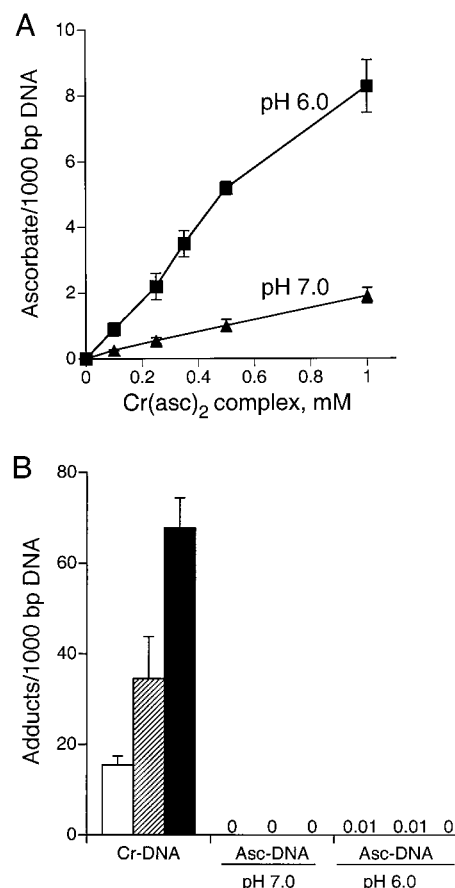 A
10
8
6
4
2
0
Ascorbate/1000 bp DNA
pH 6.0
pH 7.0
0 0.2 0.4 0.6 0.8 1
Cr(asc)2 complex, mM
B
80
60
40
20
0
Adducts/1000 bp DNA
0 0 0 0.01 0.01 0
Cr-DNA Asc-DNA Asc-DNA
pH 7.0 pH 6.0